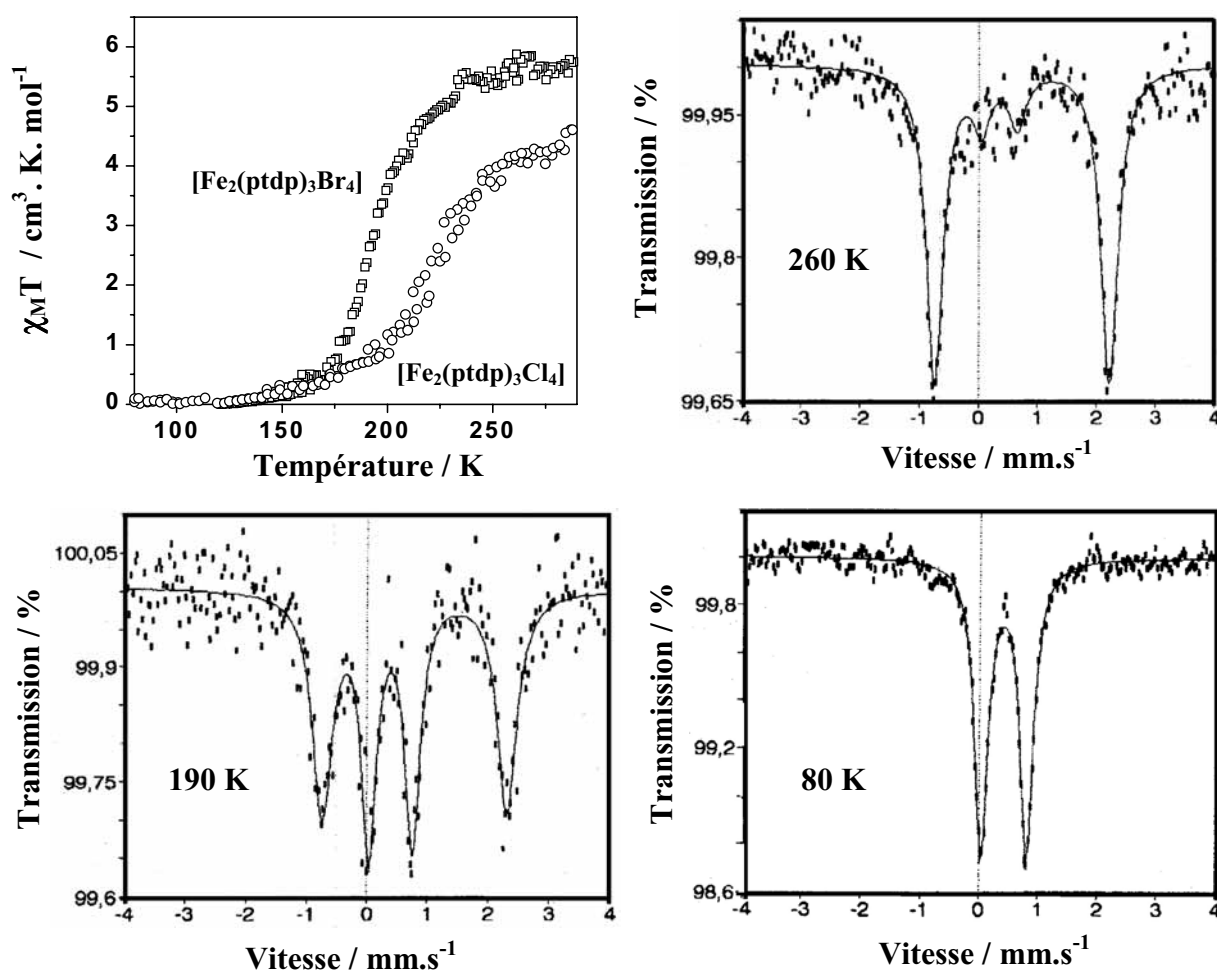 χMT / cm³. K. mol⁻¹
6
5
4
3
2
1
0
[Fe₂(ptdp)₃Br₄]
[Fe₂(ptdp)₃Cl₄]
100 150 200 250
Température / K
Transmission / %
99,95
99,8
99,65
260 K
-4 -3 -2 -1 0 1 2 3 4
Vitesse / mm.s⁻¹
Transmission / %
100,05
99,9
99,75
99,6
190 K
-4 -3 -2 -1 0 1 2 3 4
Vitesse / mm.s⁻¹
Transmission / %
99,8
99,2
98,6
80 K
-4 -3 -2 -1 0 1 2 3 4
Vitesse / mm.s⁻¹